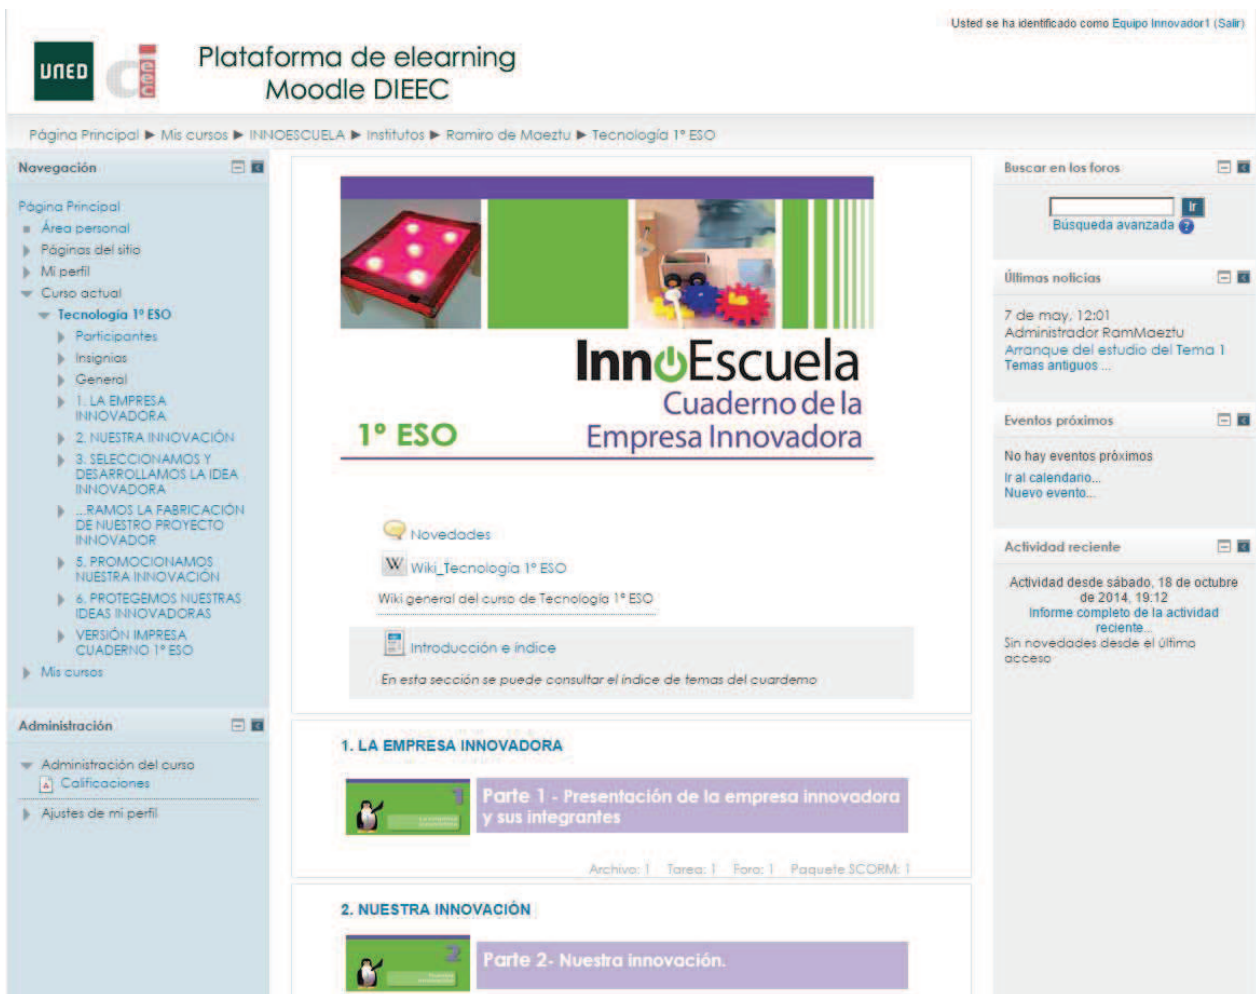 Usted se ha identificado como Equipo Innovador1 (Salir)
UNED
Plataforma de elearning
Moodle DIEEC
Página Principal ► Mis cursos ► INNOESCUELA ► Institutos ► Ramiro de Maeztu ► Tecnología 1º ESO
Navegación
Página Principal
Área personal
Páginas del sitio
Mi perfil
Curso actual
Tecnología 1º ESO
Participantes
Insignias
General
1. LA EMPRESA
INNOVADORA
2. NUESTRA INNOVACIÓN
3. SELECCIONAMOS Y
DESARROLLAMOS LA IDEA
INNOVADORA
...RAMOS LA FABRICACIÓN
DE NUESTRO PROYECTO
INNOVADOR
5. PROMOCIONAMOS
NUESTRA INNOVACIÓN
6. PROTEGEMOS NUESTRAS
IDEAS INNOVADORAS
VERSIÓN IMPRESA
CUADERNO 1º ESO
Mis cursos
Administración
Administración del curso
Calificaciones
Ajustes de mi perfil
InnoEscuela
Cuaderno de la
1º ESO Empresa Innovadora
Novedades
W Wiki_Tecnología 1º ESO
Wiki general del curso de Tecnología 1º ESO
Introducción e índice
En esta sección se puede consultar el índice de temas del cuarderno
1. LA EMPRESA INNOVADORA
1
Parte 1 - Presentación de la empresa innovadora
y sus integrantes
Archivo: 1 Tarea: 1 Foro: 1 Paquete SCORM: 1
2. NUESTRA INNOVACIÓN
2
Parte 2- Nuestra innovación.
Buscar en los foros
Ir
Búsqueda avanzada ?
Últimas noticias
7 de may, 12:01
Administrador RamMaeztu
Arranque del estudio del Tema 1
Temas antiguos ...
Eventos próximos
No hay eventos próximos
Ir al calendario...
Nuevo evento...
Actividad reciente
Actividad desde sábado, 18 de octubre
de 2014, 19:12
Informe completo de la actividad
reciente...
Sin novedades desde el último
acceso